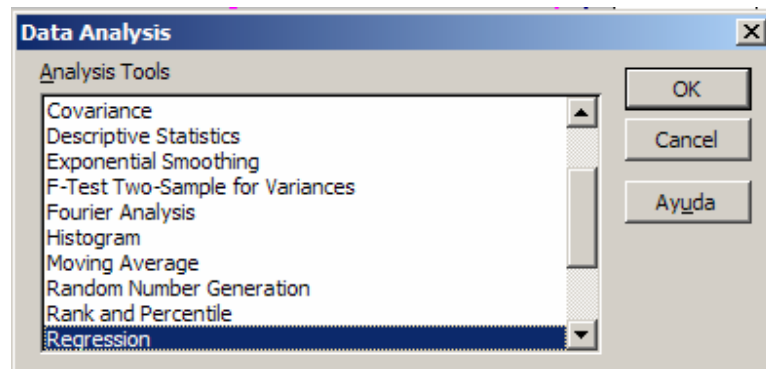 Data Analysis
Analysis Tools
Covariance
Descriptive Statistics
Exponential Smoothing
F-Test Two-Sample for Variances
Fourier Analysis
Histogram
Moving Average
Random Number Generation
Rank and Percentile
Regression
OK
Cancel
Ayuda